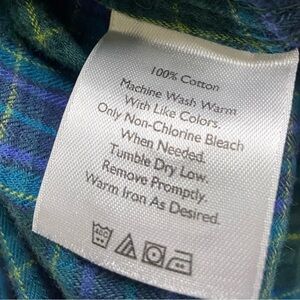 100% Cotton
Machine Wash Warm
With Like Colors.
Only Non-Chlorine Bleach
When Needed.
Tumble Dry Low.
Remove Promptly.
Warm Iron As Desired.